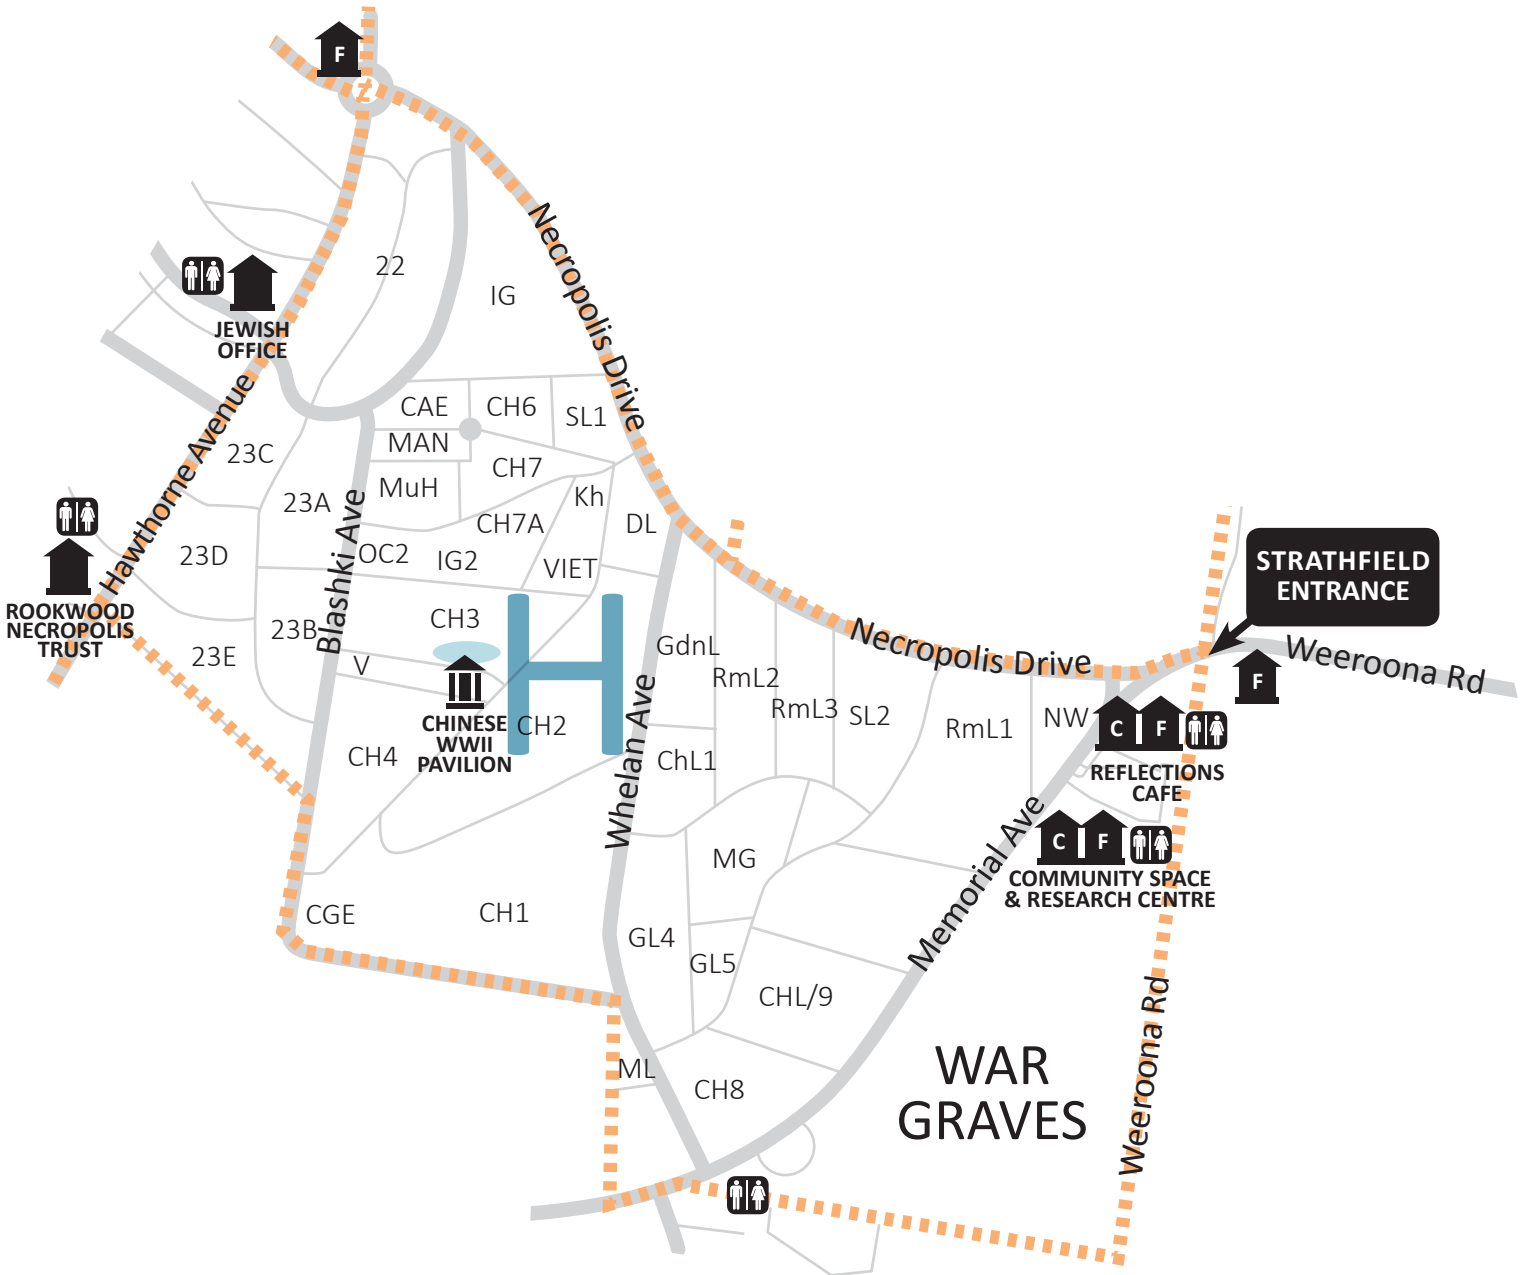 F
22
IG
Necropolis Drive
JEWISH
OFFICE
Hawthorne Avenue
CAE
CH6
SL1
MAN
23C
CH7
MuH
23A
Kh
Blashki Ave
CH7A
DL
OC2
IG2
VIET
23D
ROOKWOOD
NECROPOLIS
TRUST
STRATHFIELD
ENTRANCE
CH3
23B
V
23E
H
GdnL
RmL2
RmL3
SL2
Necropolis Drive
Weeroona Rd
F
RmL1
NW
C
F
REFLECTIONS
CAFE
CHINESE
WWII
PAVILION
CH2
CH4
Whelan Ave
ChL1
Memorial Ave
C
F
COMMUNITY SPACE
& RESEARCH CENTRE
MG
CGE
CH1
GL4
GL5
CHL/9
Weeroona Rd
ML
CH8
WAR
GRAVES